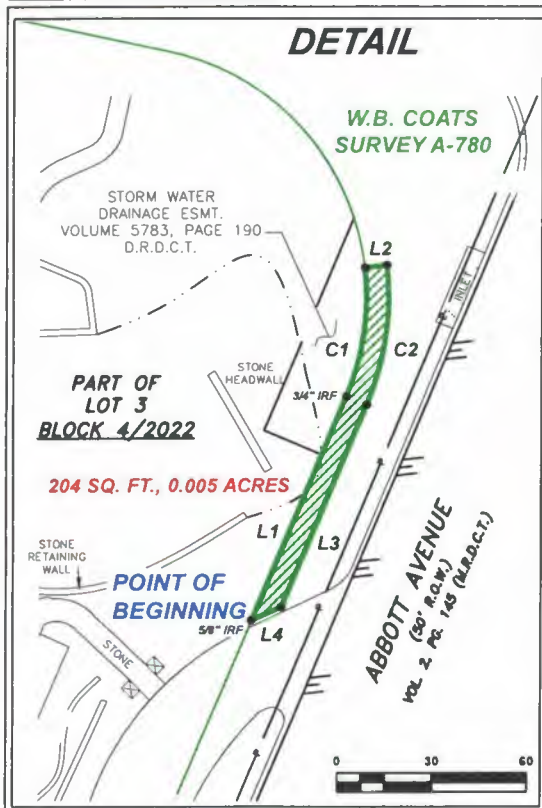 DETAIL
W.B. COATS
SURVEY A-780
STORM WATER
DRAINAGE ESMT.
VOLUME 5783, PAGE 190
D.R.D.C.T.
L2
INLET
C1
C2
STONE
HEADWALL
3/4" IRF
PART OF
LOT 3
BLOCK 4/2022
204 SQ. FT., 0.005 ACRES
L1
L3
STONE
RETAINING
WALL
POINT OF
BEGINNING
5/8" IRF
L4
STONE
ABBOTT AVENUE
(50' R.O.W.)
VOL. 2, PG. 145 (M.R.D.C.T.)
0 30 60